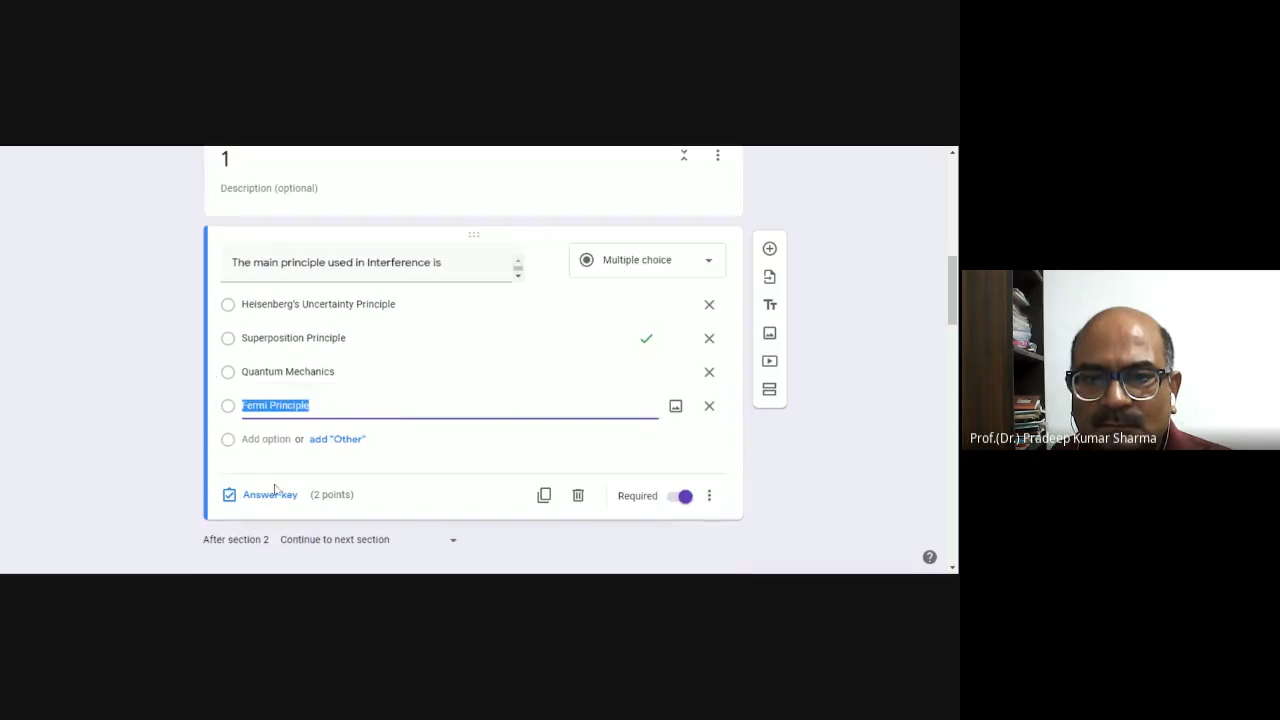 1
Description (optional)
The main principle used in Interference is
Multiple choice
Heisenberg's Uncertainty Principle
Superposition Principle
Quantum Mechanics
Fermi Principle
Add option or add "Other"
Answer key (2 points)
Required
After section 2 Continue to next section
Tт
Prof.(Dr.) Pradeep Kumar Sharma